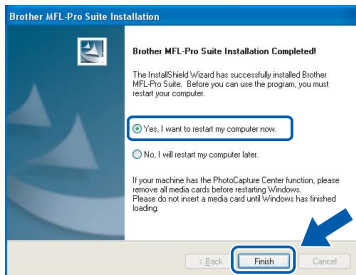 Brother MFL-Pro Suite Installation
Brother MFL-Pro Suite Installation Completed!
The InstallShield Wizard has successfully installed Brother
MFL-Pro Suite. Before you can use the program, you must
restart your computer.
Yes, I want to restart my computer now.
No, I will restart my computer later.
If your machine has the PhotoCapture Center function, please
remove all media cards before restarting Windows.
Please do not insert a media card until Windows has finished
loading.
< Back
Finish
Cancel